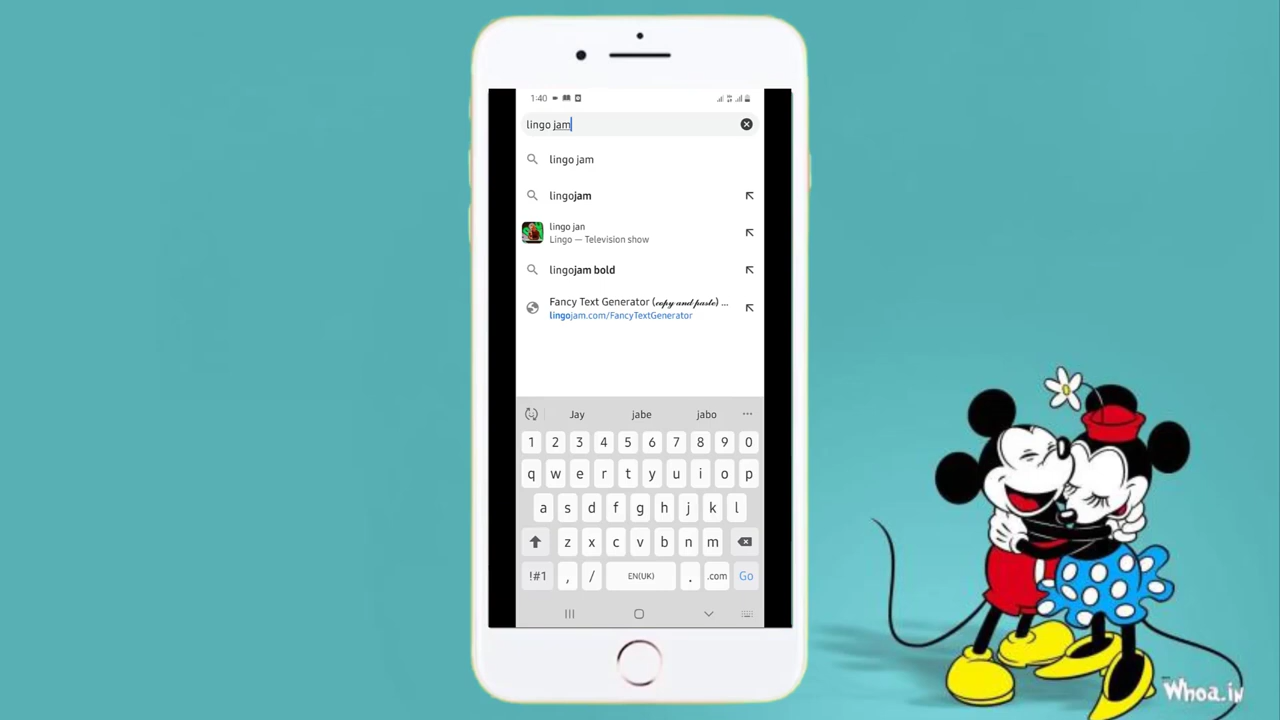 1:40
lingo jam
lingo jam
lingojam
lingo jan
Lingo — Television show
lingojam bold
Fancy Text Generator (𝓬𝓸𝓹𝔂 𝓪𝓷𝓭 𝓹𝓪𝓼𝓽𝓮) ...
lingojam.com/FancyTextGenerator
Jay jabe jabo ...
1 2 3 4 5 6 7 8 9 0
q w e r t y u i o p
a s d f g h j k l
z x c v b n m
!#1 , / EN(UK) . .com Go
Whoa.in